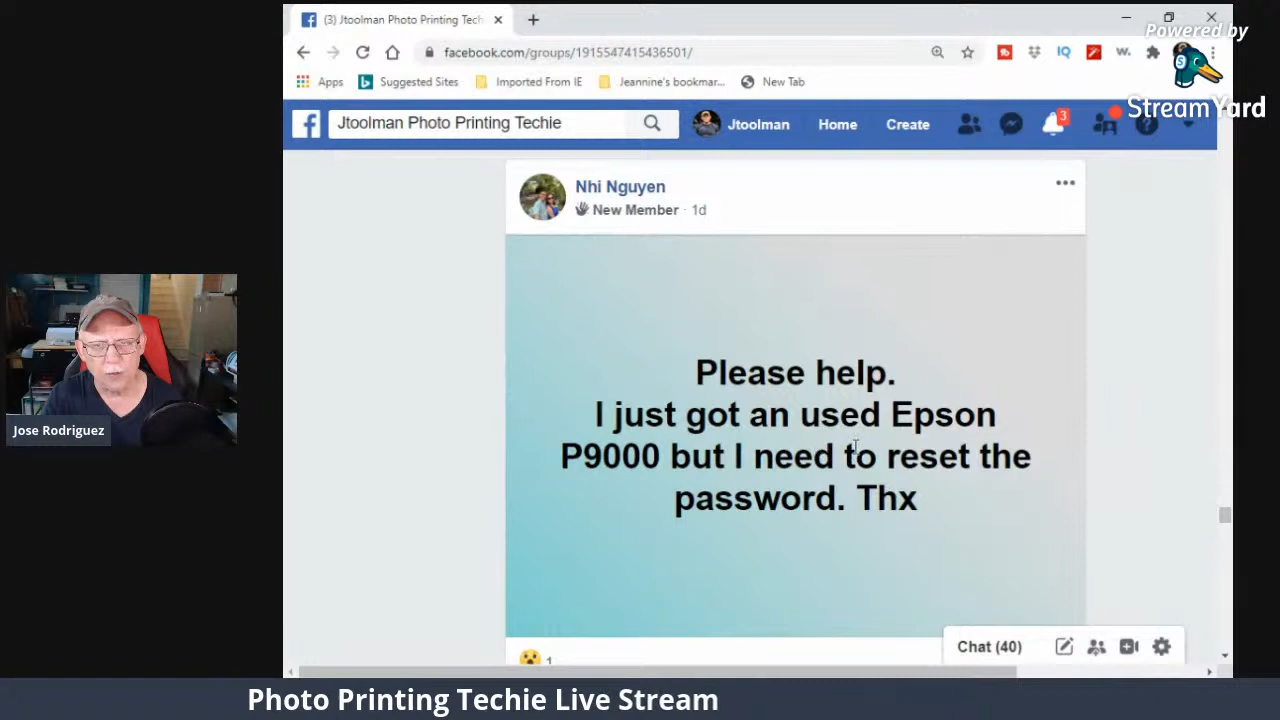 (3) Jtoolman Photo Printing Tech
Powered by
facebook.com/groups/1915547415436501/
IQ
w.
StreamYard
Apps
Suggested Sites
Imported From IE
Jeannine's bookmar...
New Tab
Jtoolman Photo Printing Techie
Jtoolman
Home
Create
3
Nhi Nguyen
New Member · 1d
Please help.
I just got an used Epson
P9000 but I need to reset the
password. Thx
Jose Rodriguez
1
Chat (40)
Photo Printing Techie Live Stream